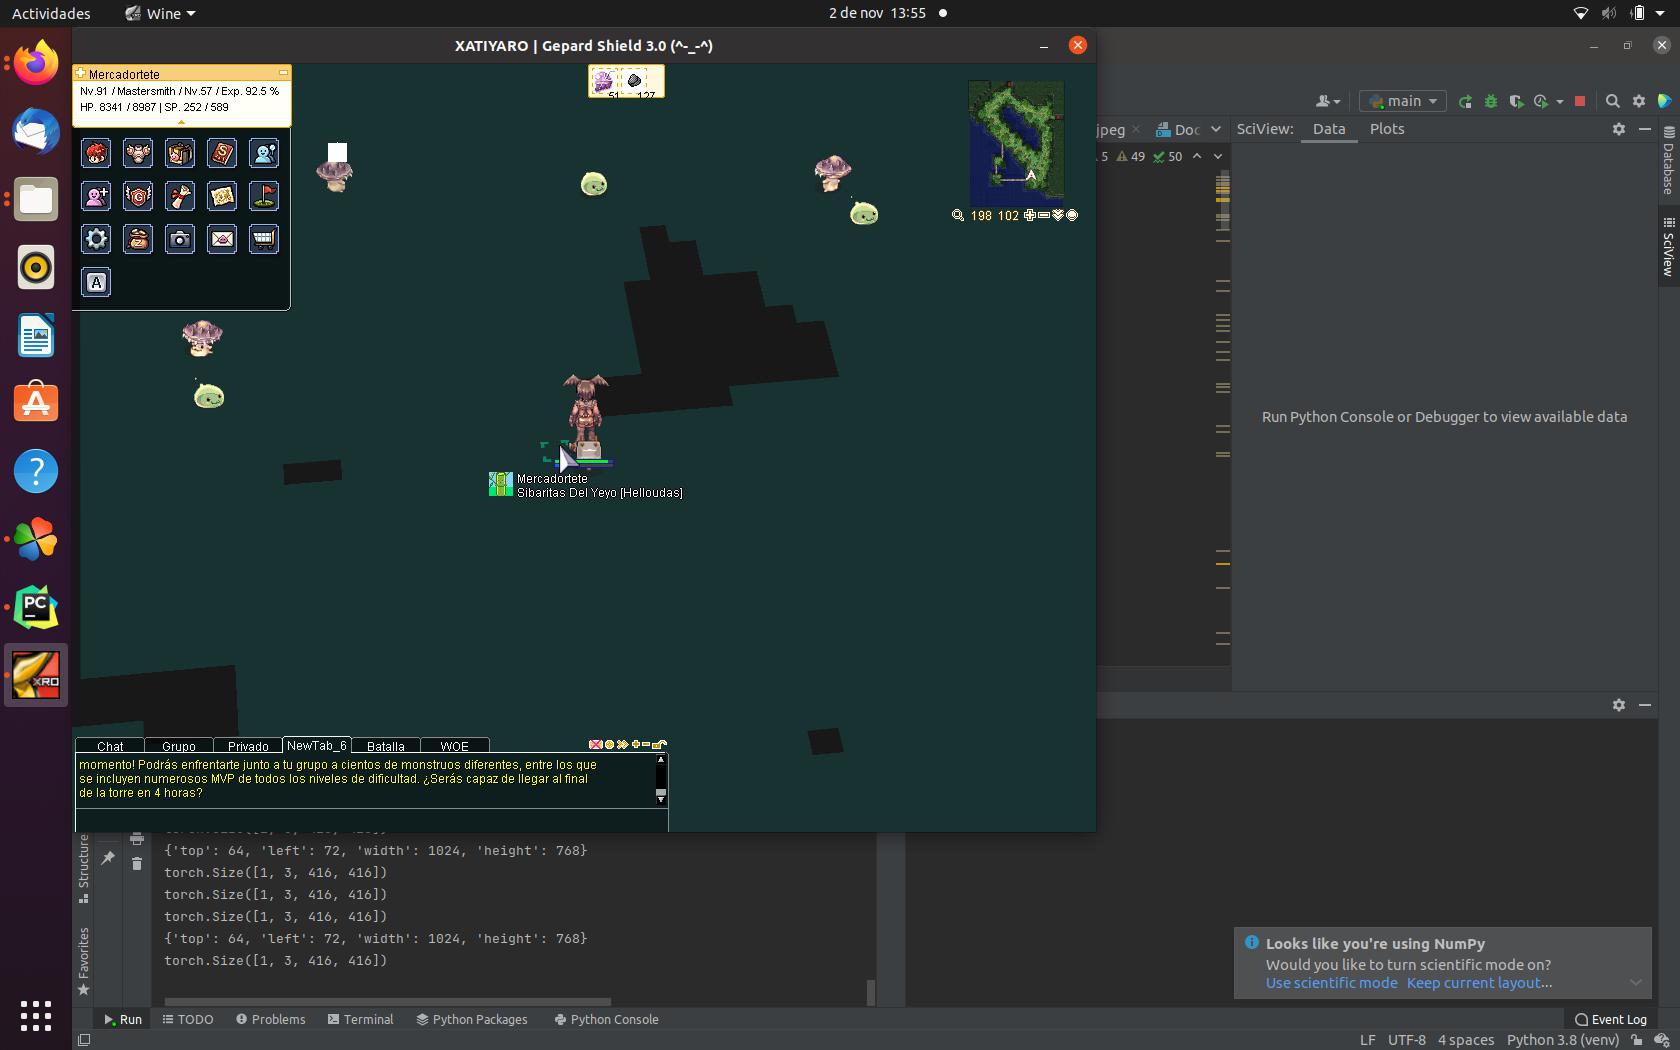 Actividades
Wine
2 de nov 13:55
XATIYARO | Gepard Shield 3.0 (^-_-^)
Mercadortete
Nv.91 / Mastersmith / Nv.57 / Exp. 92.5 %
HP. 8341 / 8987 | SP. 252 / 589
51 127
198 102
main
jpeg
Doc
SciView:
Data
Plots
5 49 50
Database
SciView
Run Python Console or Debugger to view available data
Mercadortete
Sibaritas Del Yeyo [Helloudas]
Chat
Grupo
Privado
NewTab_6
Batalla
WOE
momento! Podrás enfrentarte junto a tu grupo a cientos de monstruos diferentes, entre los que
se incluyen numerosos MVP de todos los niveles de dificultad. ¿Serás capaz de llegar al final
de la torre en 4 horas?
{'top': 64, 'left': 72, 'width': 1024, 'height': 768}
torch.Size([1, 3, 416, 416])
torch.Size([1, 3, 416, 416])
torch.Size([1, 3, 416, 416])
{'top': 64, 'left': 72, 'width': 1024, 'height': 768}
torch.Size([1, 3, 416, 416])
Structure
Favorites
Looks like you're using NumPy
Would you like to turn scientific mode on?
Use scientific mode Keep current layout...
Run
TODO
Problems
Terminal
Python Packages
Python Console
Event Log
LF UTF-8 4 spaces Python 3.8 (venv)
PC
XRO
A